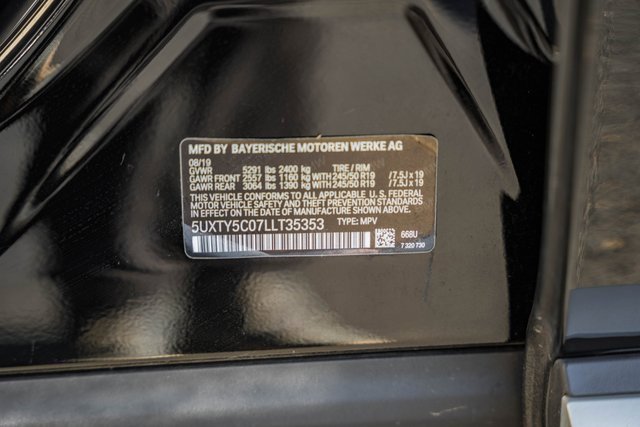 MFD BY BAYERISCHE MOTOREN WERKE AG
08/19
GVWR 5291 lbs 2400 kg TIRE / RIM
GAWR FRONT 2557 lbs 1160 kg WITH 245/50 R19 /7.5J x 19
GAWR REAR 3064 lbs 1390 kg WITH 245/50 R19 /7.5J x 19
THIS VEHICLE CONFORMS TO ALL APPLICABLE U.S. FEDERAL
MOTOR VEHICLE SAFETY AND THEFT PREVENTION STANDARDS
IN EFFECT ON THE DATE OF MANUFACTURE SHOWN ABOVE.
5UXTY5C07LLT35353 TYPE: MPV
668U
7 320 730